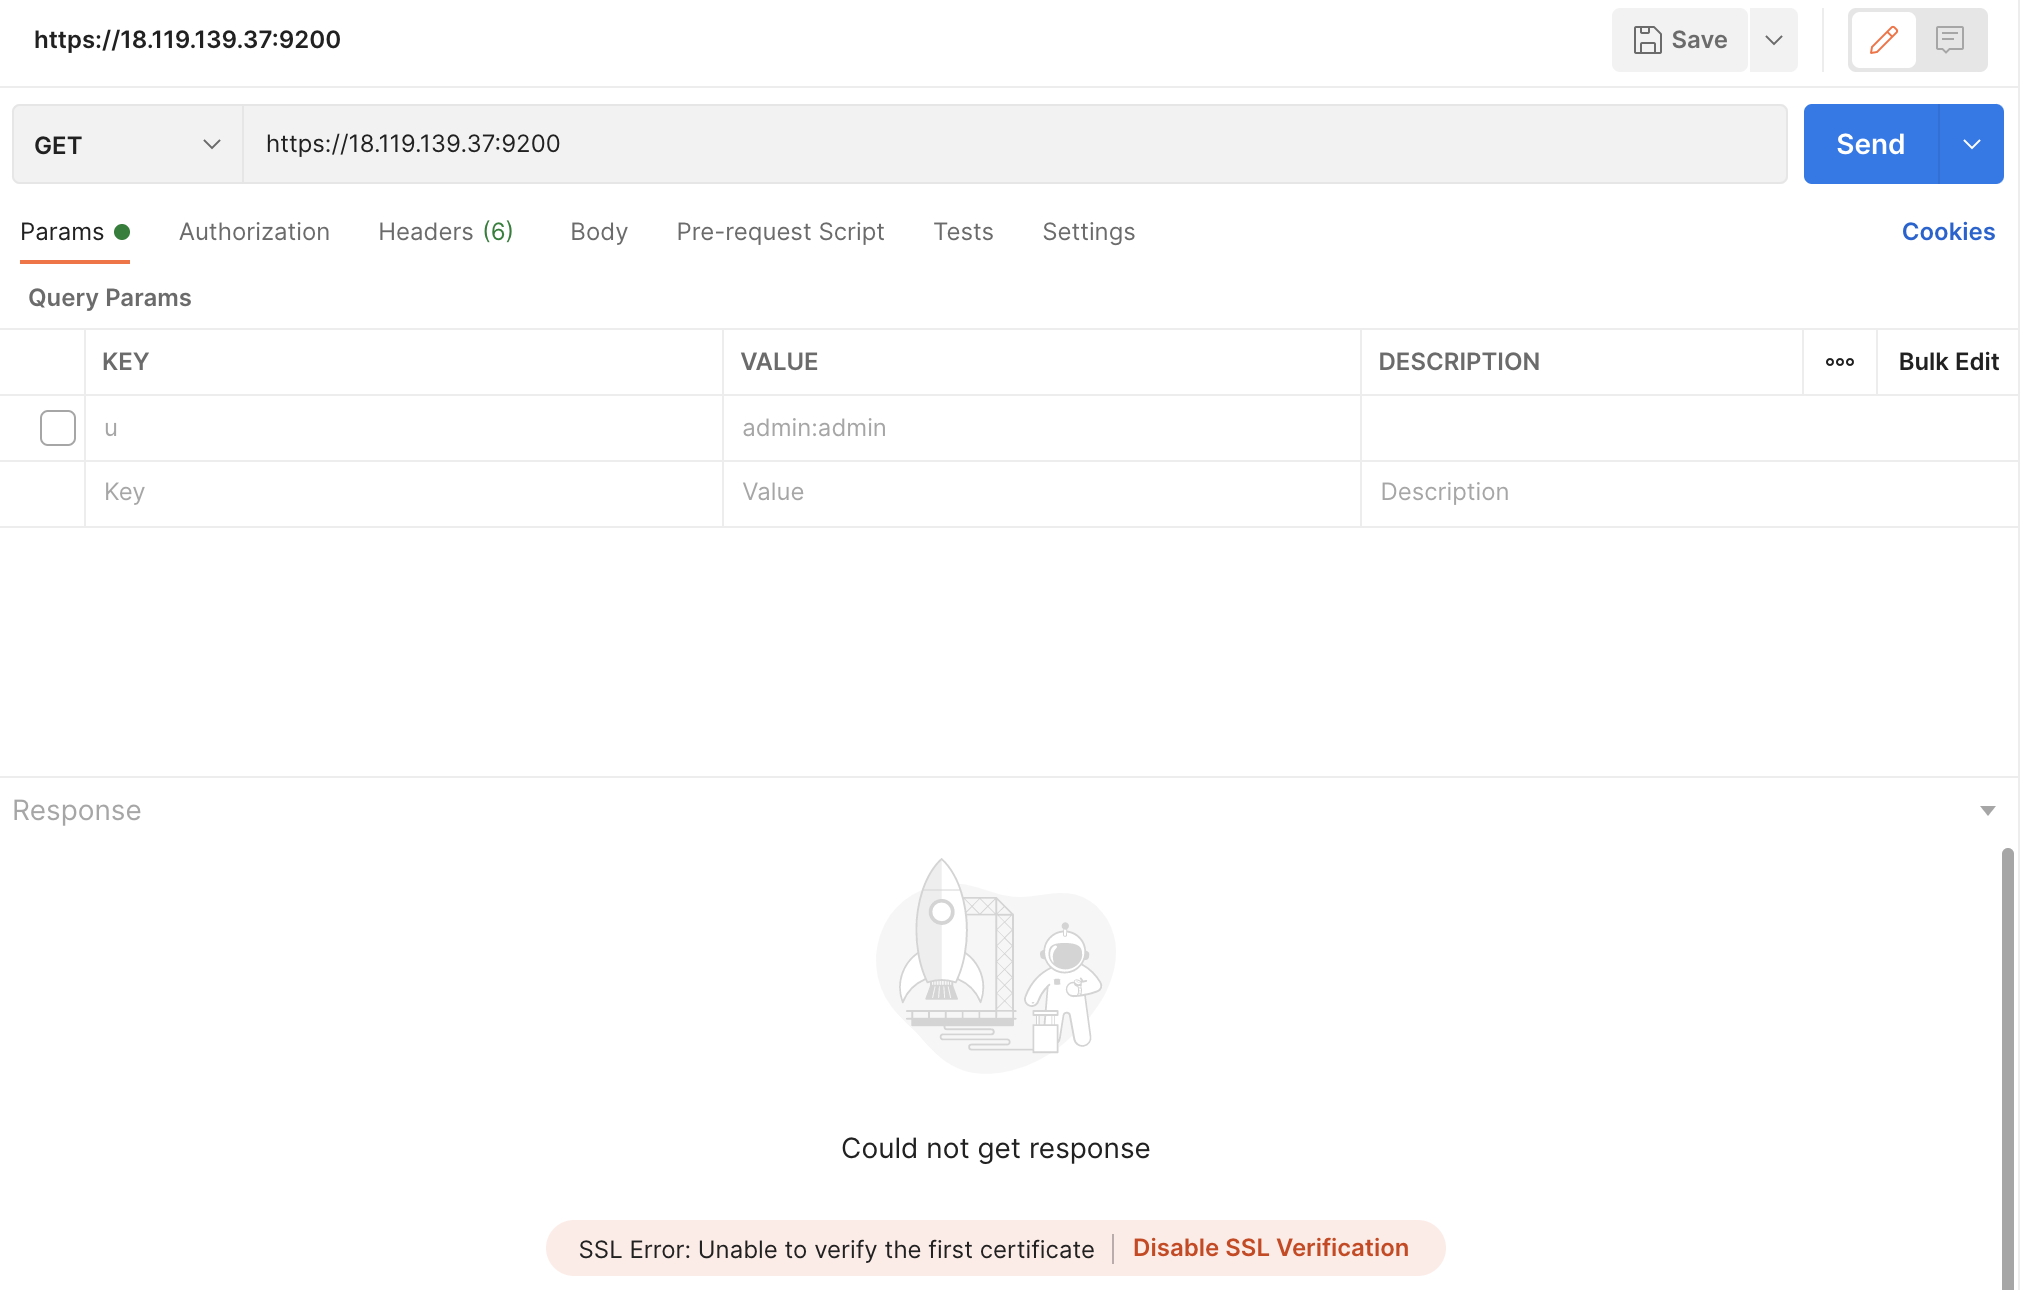 https://18.119.139.37:9200
Save
GET
https://18.119.139.37:9200
Send
Params
Authorization
Headers (6)
Body
Pre-request Script
Tests
Settings
Cookies
Query Params
KEY
VALUE
DESCRIPTION
Bulk Edit
u
admin:admin
Key
Value
Description
Response
Could not get response
SSL Error: Unable to verify the first certificate
Disable SSL Verification